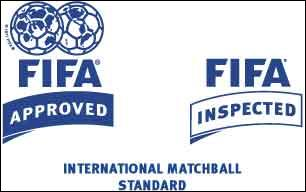 FIFA®
APPROVED
FIFA
INSPECTED
INTERNATIONAL MATCHBALL
STANDARD